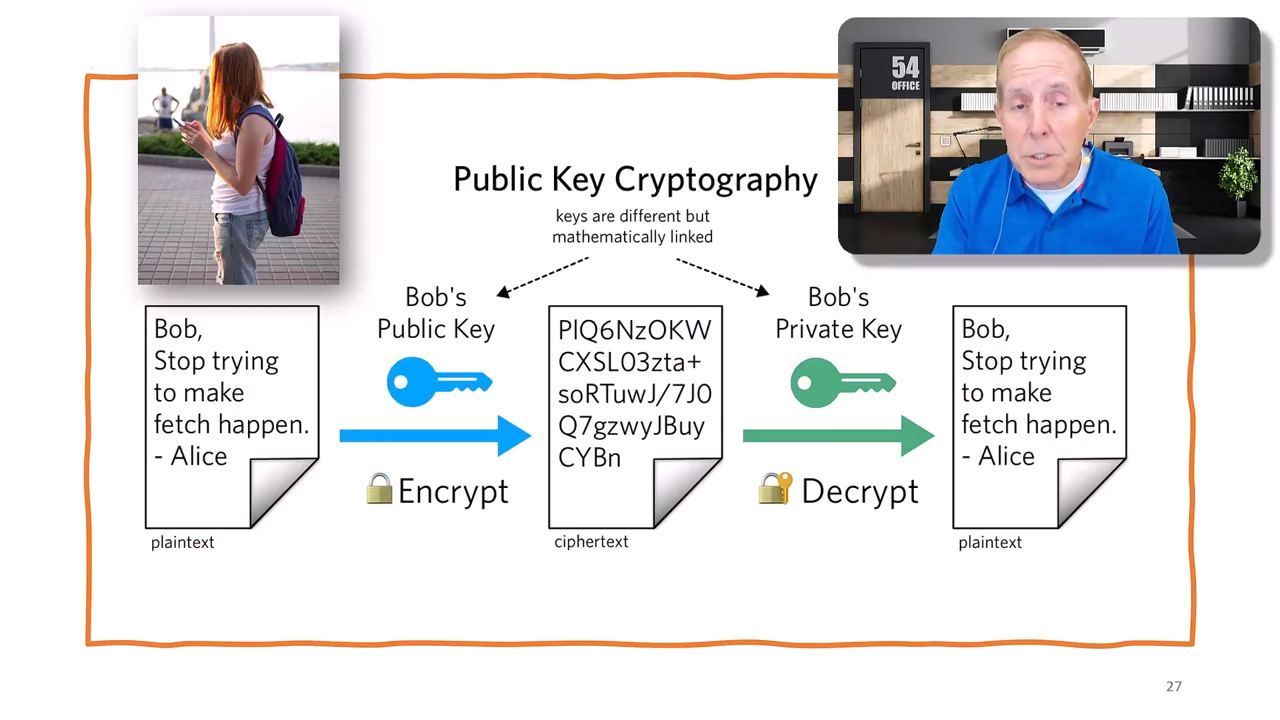 54
OFFICE
Public Key Cryptography
keys are different but
mathematically linked
Bob's
Public Key
Bob's
Private Key
Bob,
Stop trying
to make
fetch happen.
- Alice
plaintext
Encrypt
PlQ6NzOKW
CXSL03zta+
soRTuwJ/7J0
Q7gzwyJBuy
CYBn
ciphertext
Decrypt
Bob,
Stop trying
to make
fetch happen.
- Alice
plaintext
27